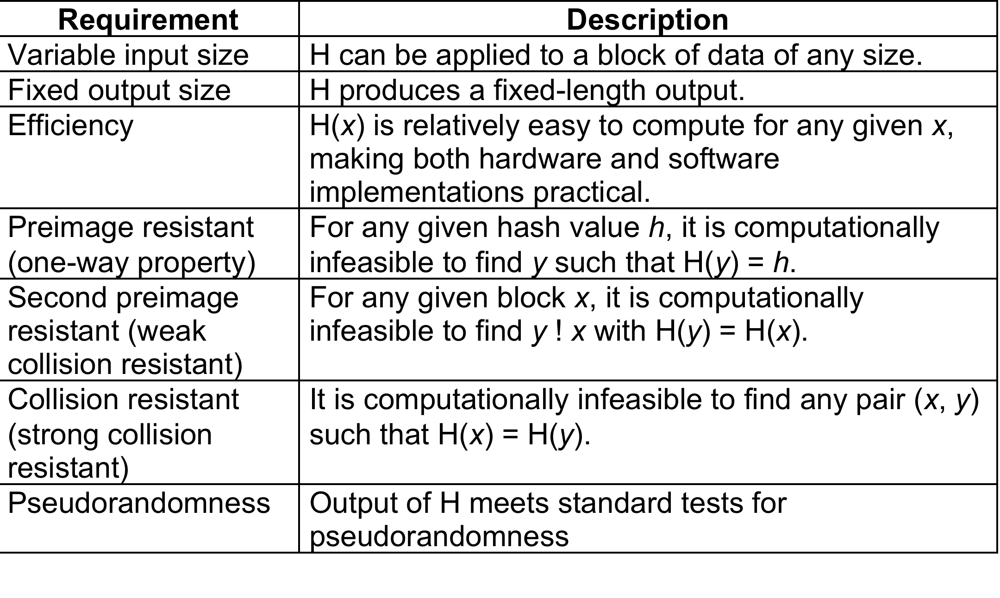 Requirement Description
Variable input size H can be applied to a block of data of any size.
Fixed output size H produces a fixed-length output.
Efficiency H(x) is relatively easy to compute for any given x,
making both hardware and software
implementations practical.
Preimage resistant For any given hash value h, it is computationally
(one-way property) infeasible to find y such that H(y) = h.
Second preimage For any given block x, it is computationally
resistant (weak infeasible to find y ! x with H(y) = H(x).
collision resistant)
Collision resistant It is computationally infeasible to find any pair (x, y)
(strong collision such that H(x) = H(y).
resistant)
Pseudorandomness Output of H meets standard tests for
pseudorandomness